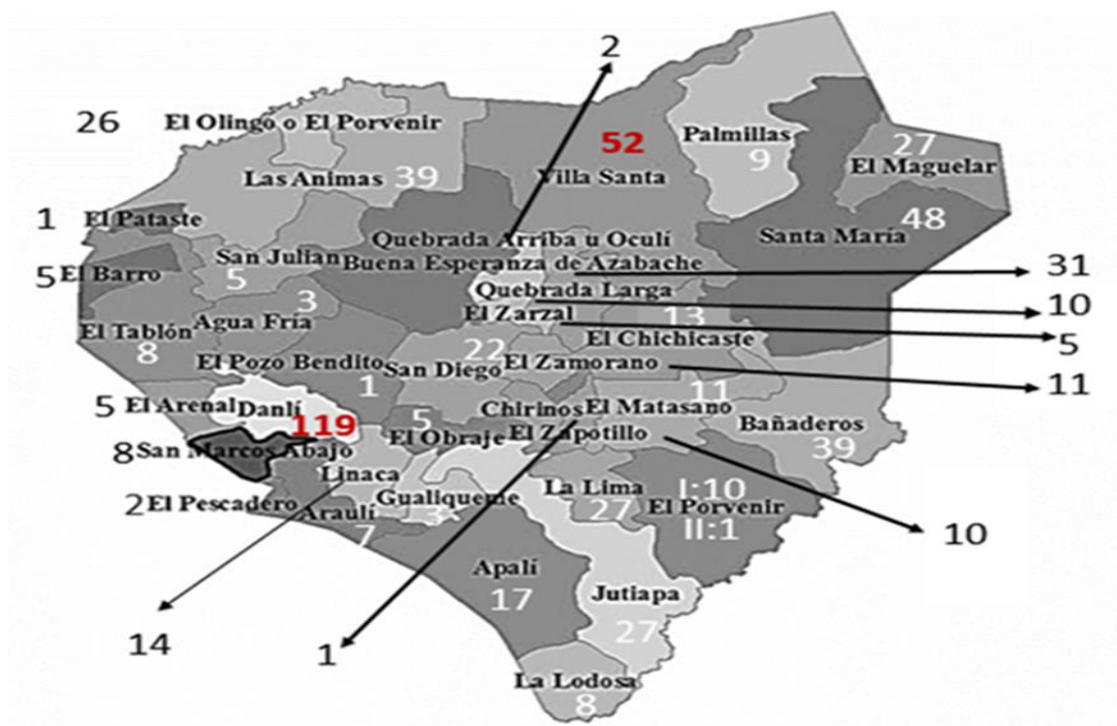 2
26 El Olingo o El Porvenir
52
Palmillas
9
27
El Maguelar
Las Animas 39
Villa Santa
1 El Pataste
48
Santa María
Quebrada Arriba u Oculí
San Julian
5
Buena Esperanza de Azabache
31
5 El Barro
Quebrada Larga
10
3
El Zarzal
13
Agua Fría
El Tablón
8
El Chichicaste
5
22
El Pozo Bendito
1
San Diego
El Zamorano
11
11
5 El Arenal
Danlí
119
5
Chirinos
El Matasano
Bañaderos
39
El Obraje
El Zapotillo
8 San Marcos Abajo
Linaca
La Lima
27
I:10
El Porvenir
II:1
2 El Pescadero
Gualiqueme
3
Araulí
7
10
Apalí
17
Jutiapa
27
14
1
La Lodosa
8